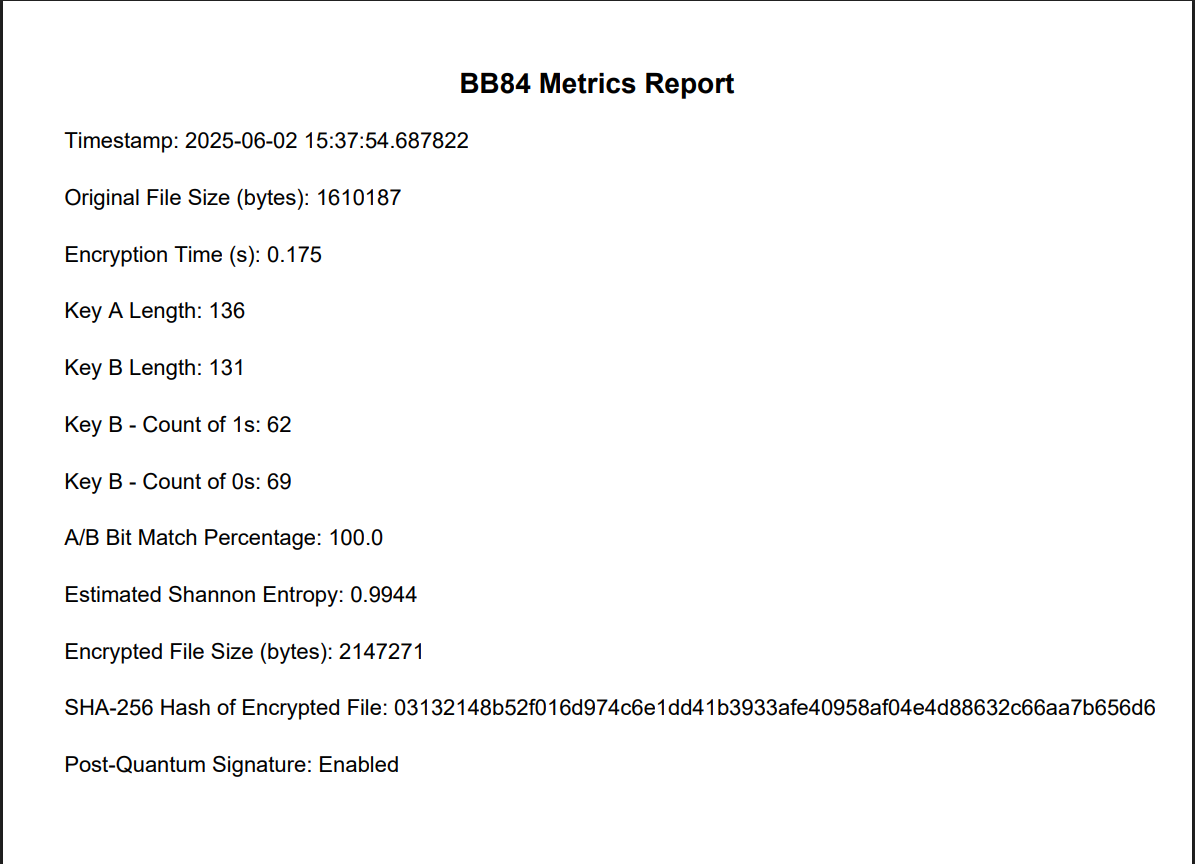 BB84 Metrics Report
Timestamp: 2025-06-02 15:37:54.687822
Original File Size (bytes): 1610187
Encryption Time (s): 0.175
Key A Length: 136
Key B Length: 131
Key B - Count of 1s: 62
Key B - Count of 0s: 69
A/B Bit Match Percentage: 100.0
Estimated Shannon Entropy: 0.9944
Encrypted File Size (bytes): 2147271
SHA-256 Hash of Encrypted File: 03132148b52f016d974c6e1dd41b3933afe40958af04e4d88632c66aa7b656d6
Post-Quantum Signature: Enabled